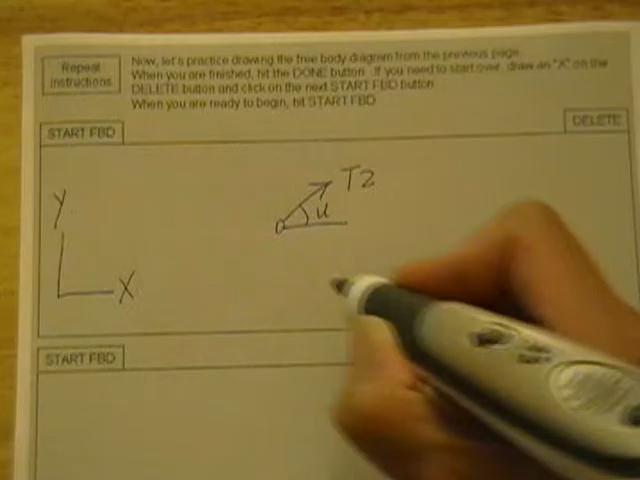 Repeat
Instructions
Now, let's practice drawing the free body diagram from the previous page.
When you are finished, hit the DONE button. If you need to start over, draw an "X" on the
DELETE button and click on the next START FBD button.
When you are ready to begin, hit START FBD
START FBD
DELETE
T2
u
Y
X
START FBD